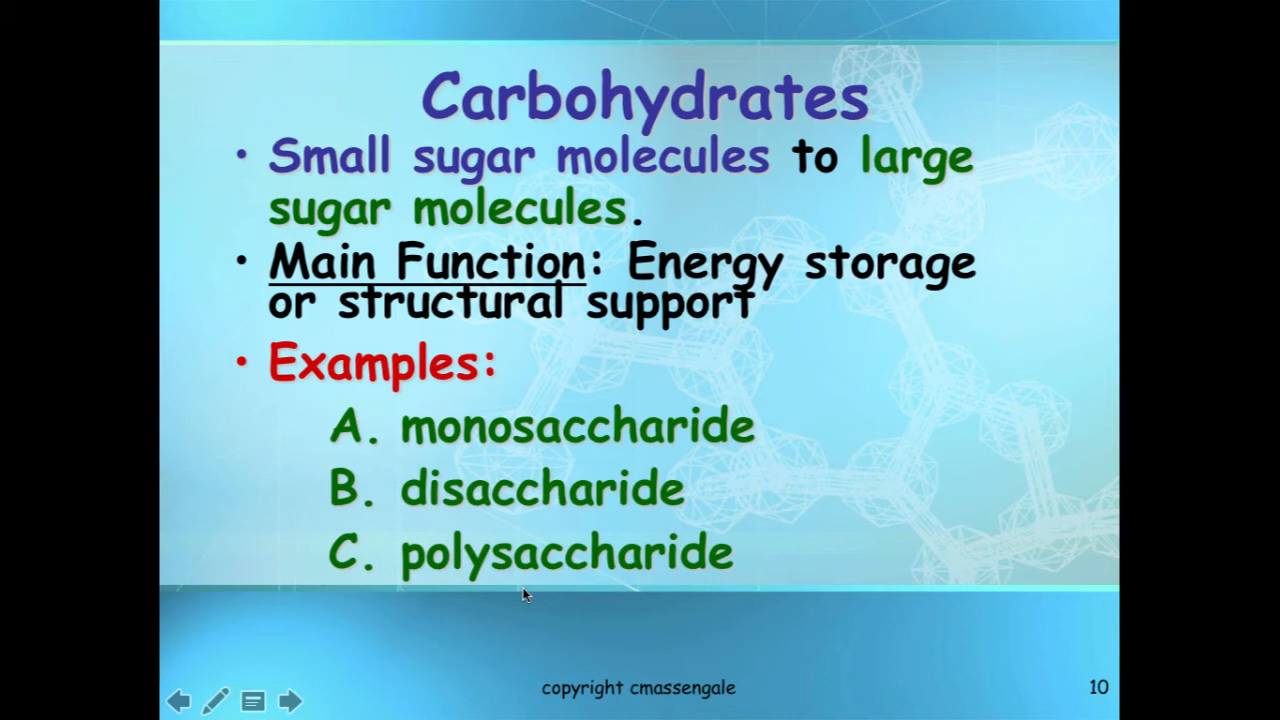 Carbohydrates
• Small sugar molecules to large
sugar molecules.
• Main Function: Energy storage
or structural support
• Examples:
A. monosaccharide
B. disaccharide
C. polysaccharide
copyright cmassengale
10